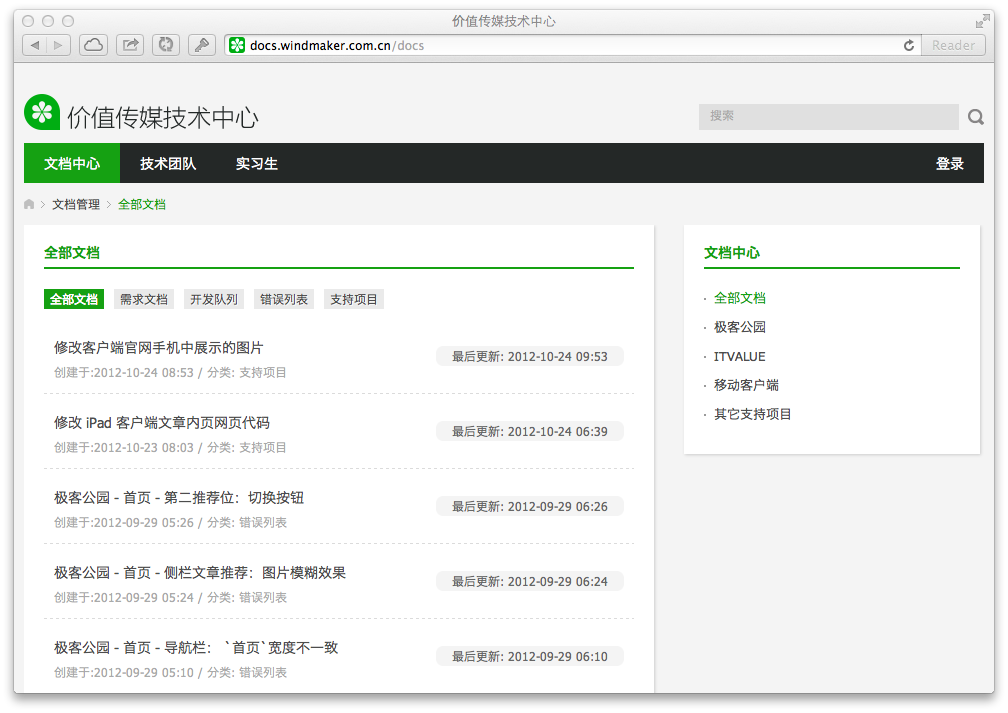 价值传媒技术中心
docs.windmaker.com.cn/docs
Reader
价值传媒技术中心
搜索
文档中心 技术团队 实习生 登录
文档管理 全部文档
全部文档
全部文档 需求文档 开发队列 错误列表 支持项目
修改客户端官网手机中展示的图片
创建于:2012-10-24 08:53 / 分类: 支持项目
最后更新: 2012-10-24 09:53
修改 iPad 客户端文章内页网页代码
创建于:2012-10-23 08:03 / 分类: 支持项目
最后更新: 2012-10-24 06:39
极客公园 - 首页 - 第二推荐位：切换按钮
创建于:2012-09-29 05:26 / 分类: 错误列表
最后更新: 2012-09-29 06:26
极客公园 - 首页 - 侧栏文章推荐：图片模糊效果
创建于:2012-09-29 05:24 / 分类: 错误列表
最后更新: 2012-09-29 06:24
极客公园 - 首页 - 导航栏： `首页`宽度不一致
创建于:2012-09-29 05:10 / 分类: 错误列表
最后更新: 2012-09-29 06:10
文档中心
· 全部文档
· 极客公园
· ITVALUE
· 移动客户端
· 其它支持项目